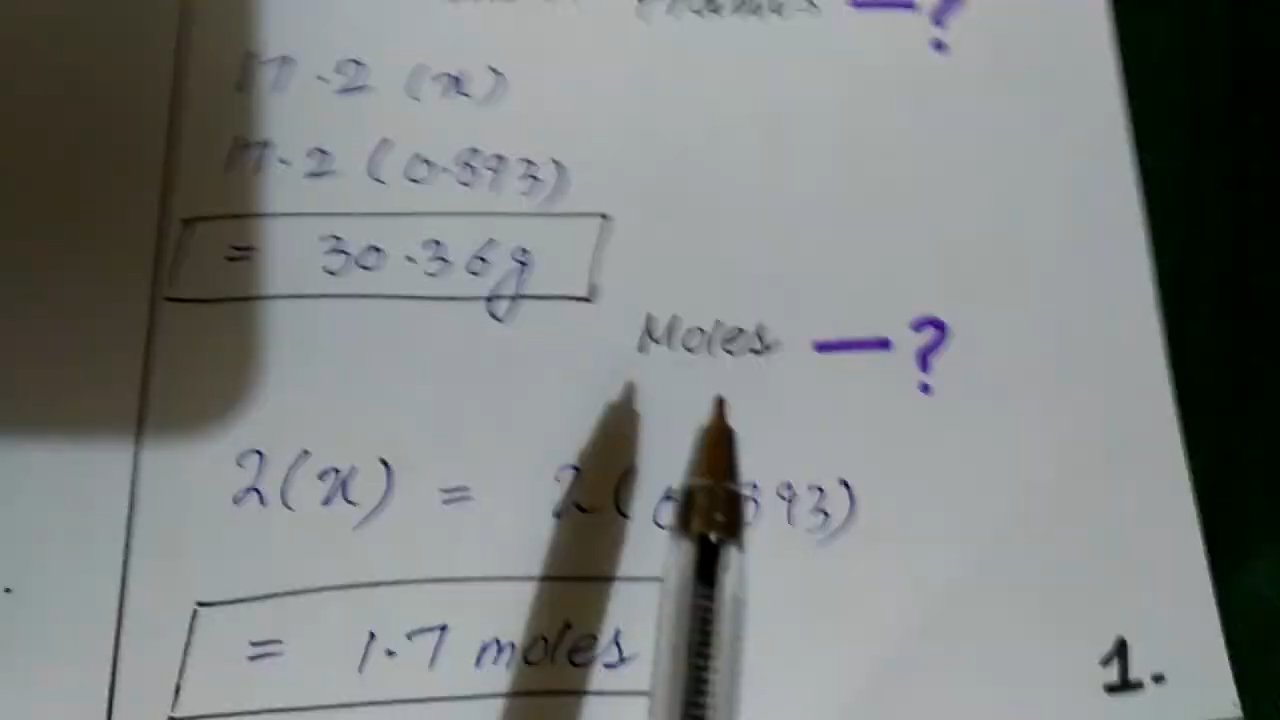 — ?
17.2 (x)
17.2 (0.893)
= 30.36g
Moles — ?
2(x) = 2(0.893)
= 1.7 moles
1.